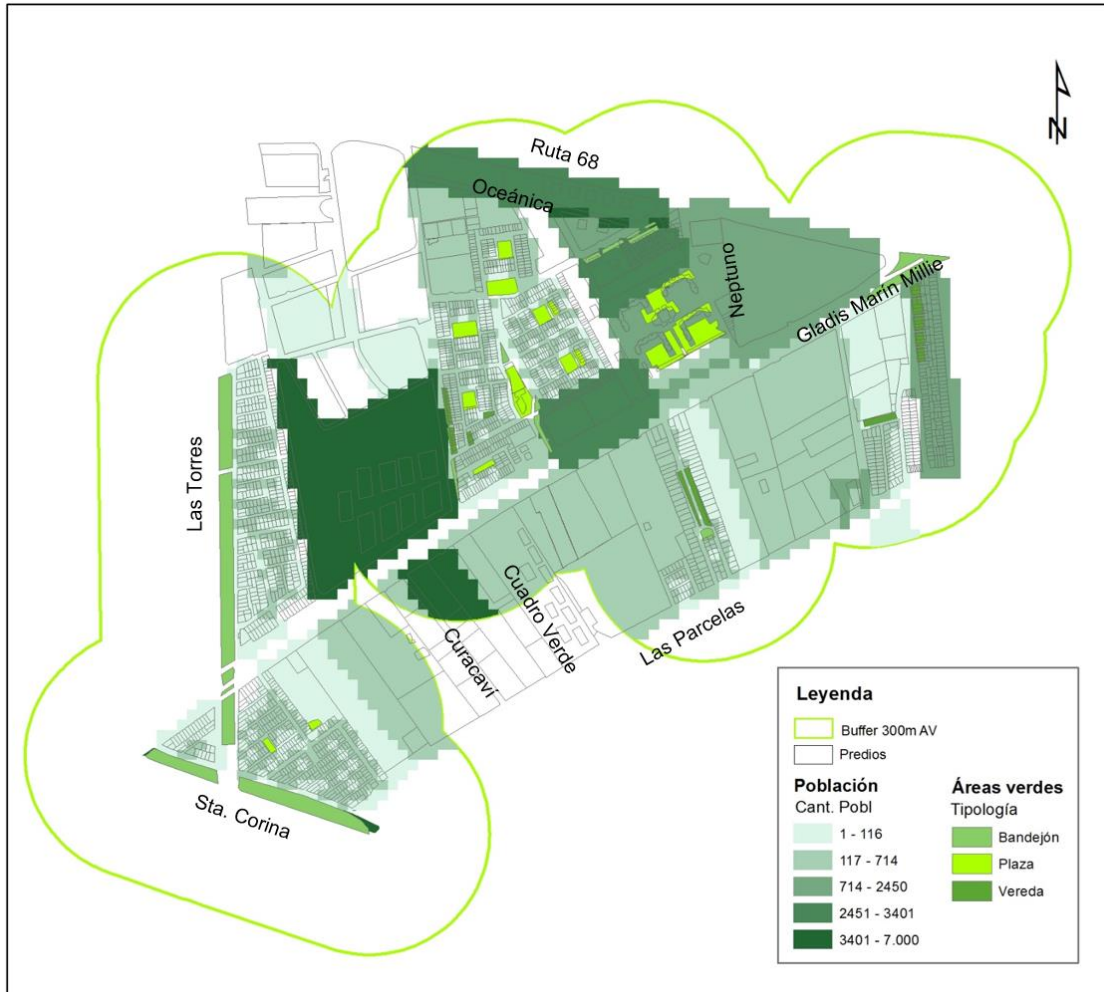 N
Ruta 68
Oceánica
Neptuno
Gladis Marín Millie
Las Torres
Cuadro Verde
Curacaví
Las Parcelas
Sta. Corina
Leyenda
Buffer 300m AV
Predios
Población
Cant. Pobl
1 - 116
117 - 714
714 - 2450
2451 - 3401
3401 - 7.000
Áreas verdes
Tipología
Bandejón
Plaza
Vereda